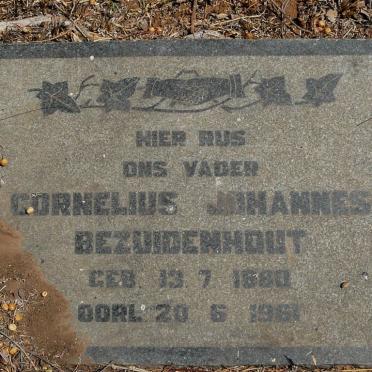 HIER RUS
ONS VADER
CORNELIUS JOHANNES
BEZUIDENHOUT
GEB. 13. 7. 1880
OORL. 20. 6. 1961